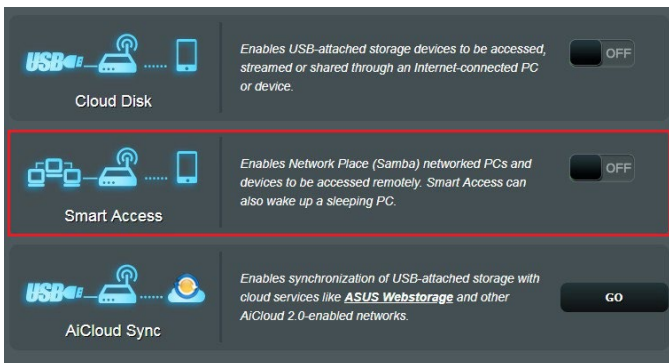 USB
Cloud Disk
Enables USB-attached storage devices to be accessed,
streamed or shared through an Internet-connected PC
or device.
OFF
Smart Access
Enables Network Place (Samba) networked PCs and
devices to be accessed remotely. Smart Access can
also wake up a sleeping PC.
OFF
USB
AiCloud Sync
Enables synchronization of USB-attached storage with
cloud services like ASUS Webstorage and other
AiCloud 2.0-enabled networks.
GO